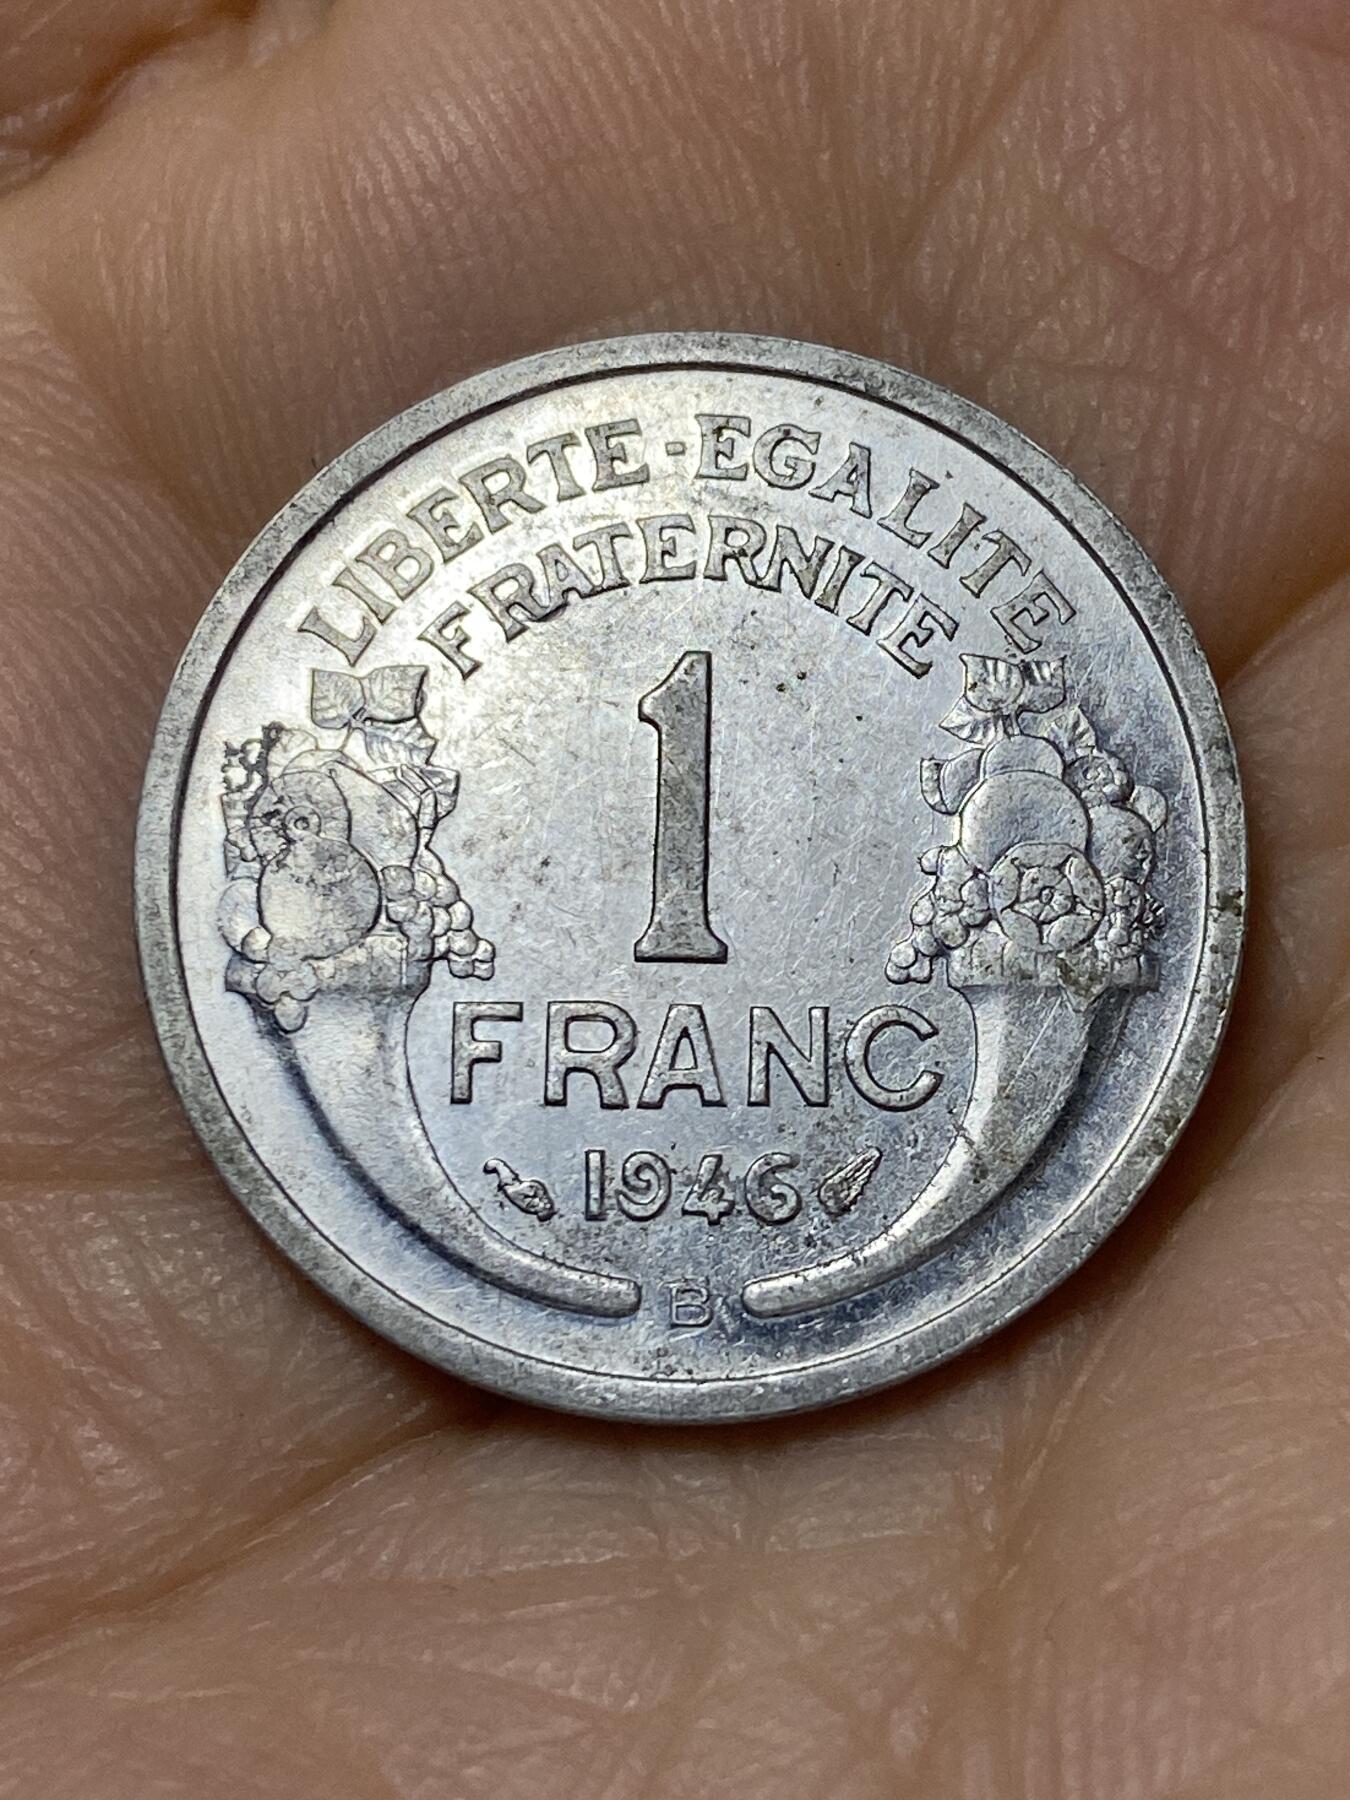 LIBERTE-EGALITE
FRATERNITE
1
FRANC
1946
B